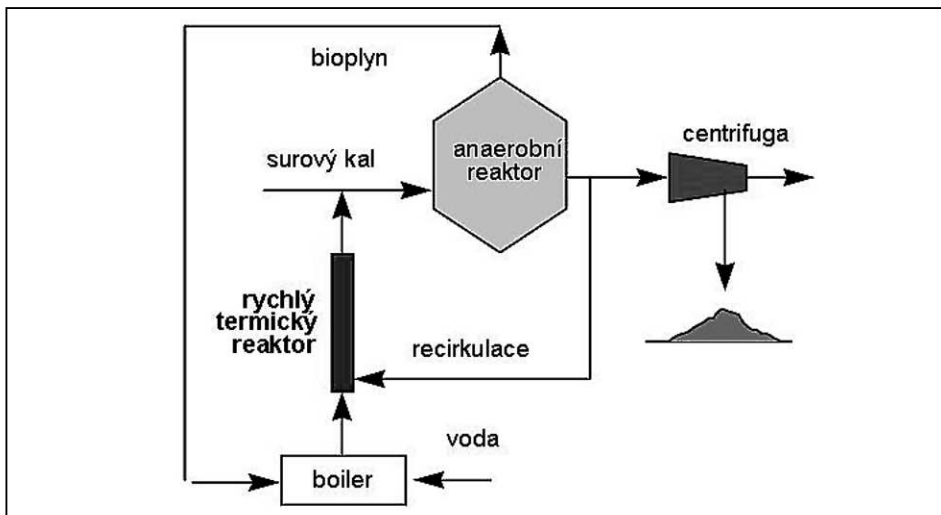 bioplyn
centrifuga
anaerobní
reaktor
surový kal
rychlý
termický
reaktor
recirkulace
voda
boiler